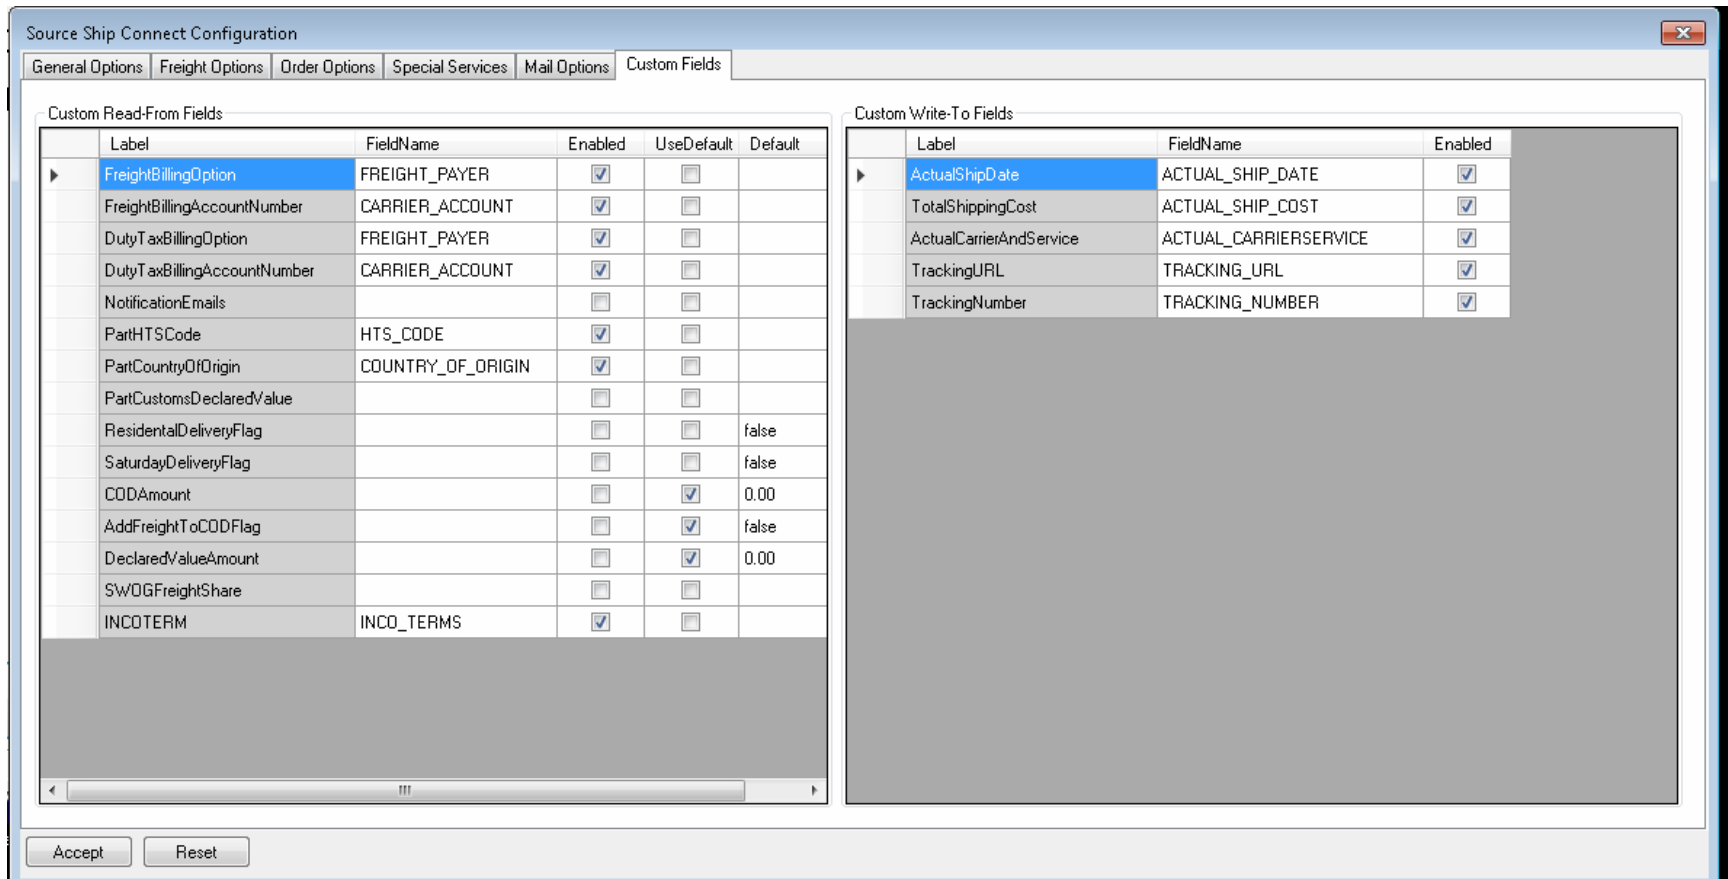 Source Ship Connect Configuration
General Options Freight Options Order Options Special Services Mail Options Custom Fields
Custom Read-From Fields
Label FieldName Enabled UseDefault Default
FreightBillingOption FREIGHT_PAYER
FreightBillingAccountNumber CARRIER_ACCOUNT
DutyTaxBillingOption FREIGHT_PAYER
DutyTaxBillingAccountNumber CARRIER_ACCOUNT
NotificationEmails
PartHTSCode HTS_CODE
PartCountryOfOrigin COUNTRY_OF_ORIGIN
PartCustomsDeclaredValue
ResidentalDeliveryFlag false
SaturdayDeliveryFlag false
CODAmount 0.00
AddFreightToCODFlag false
DeclaredValueAmount 0.00
SWOGFreightShare
INCOTERM INCO_TERMS
Custom Write-To Fields
Label FieldName Enabled
ActualShipDate ACTUAL_SHIP_DATE
TotalShippingCost ACTUAL_SHIP_COST
ActualCarrierAndService ACTUAL_CARRIERSERVICE
TrackingURL TRACKING_URL
TrackingNumber TRACKING_NUMBER
Accept Reset